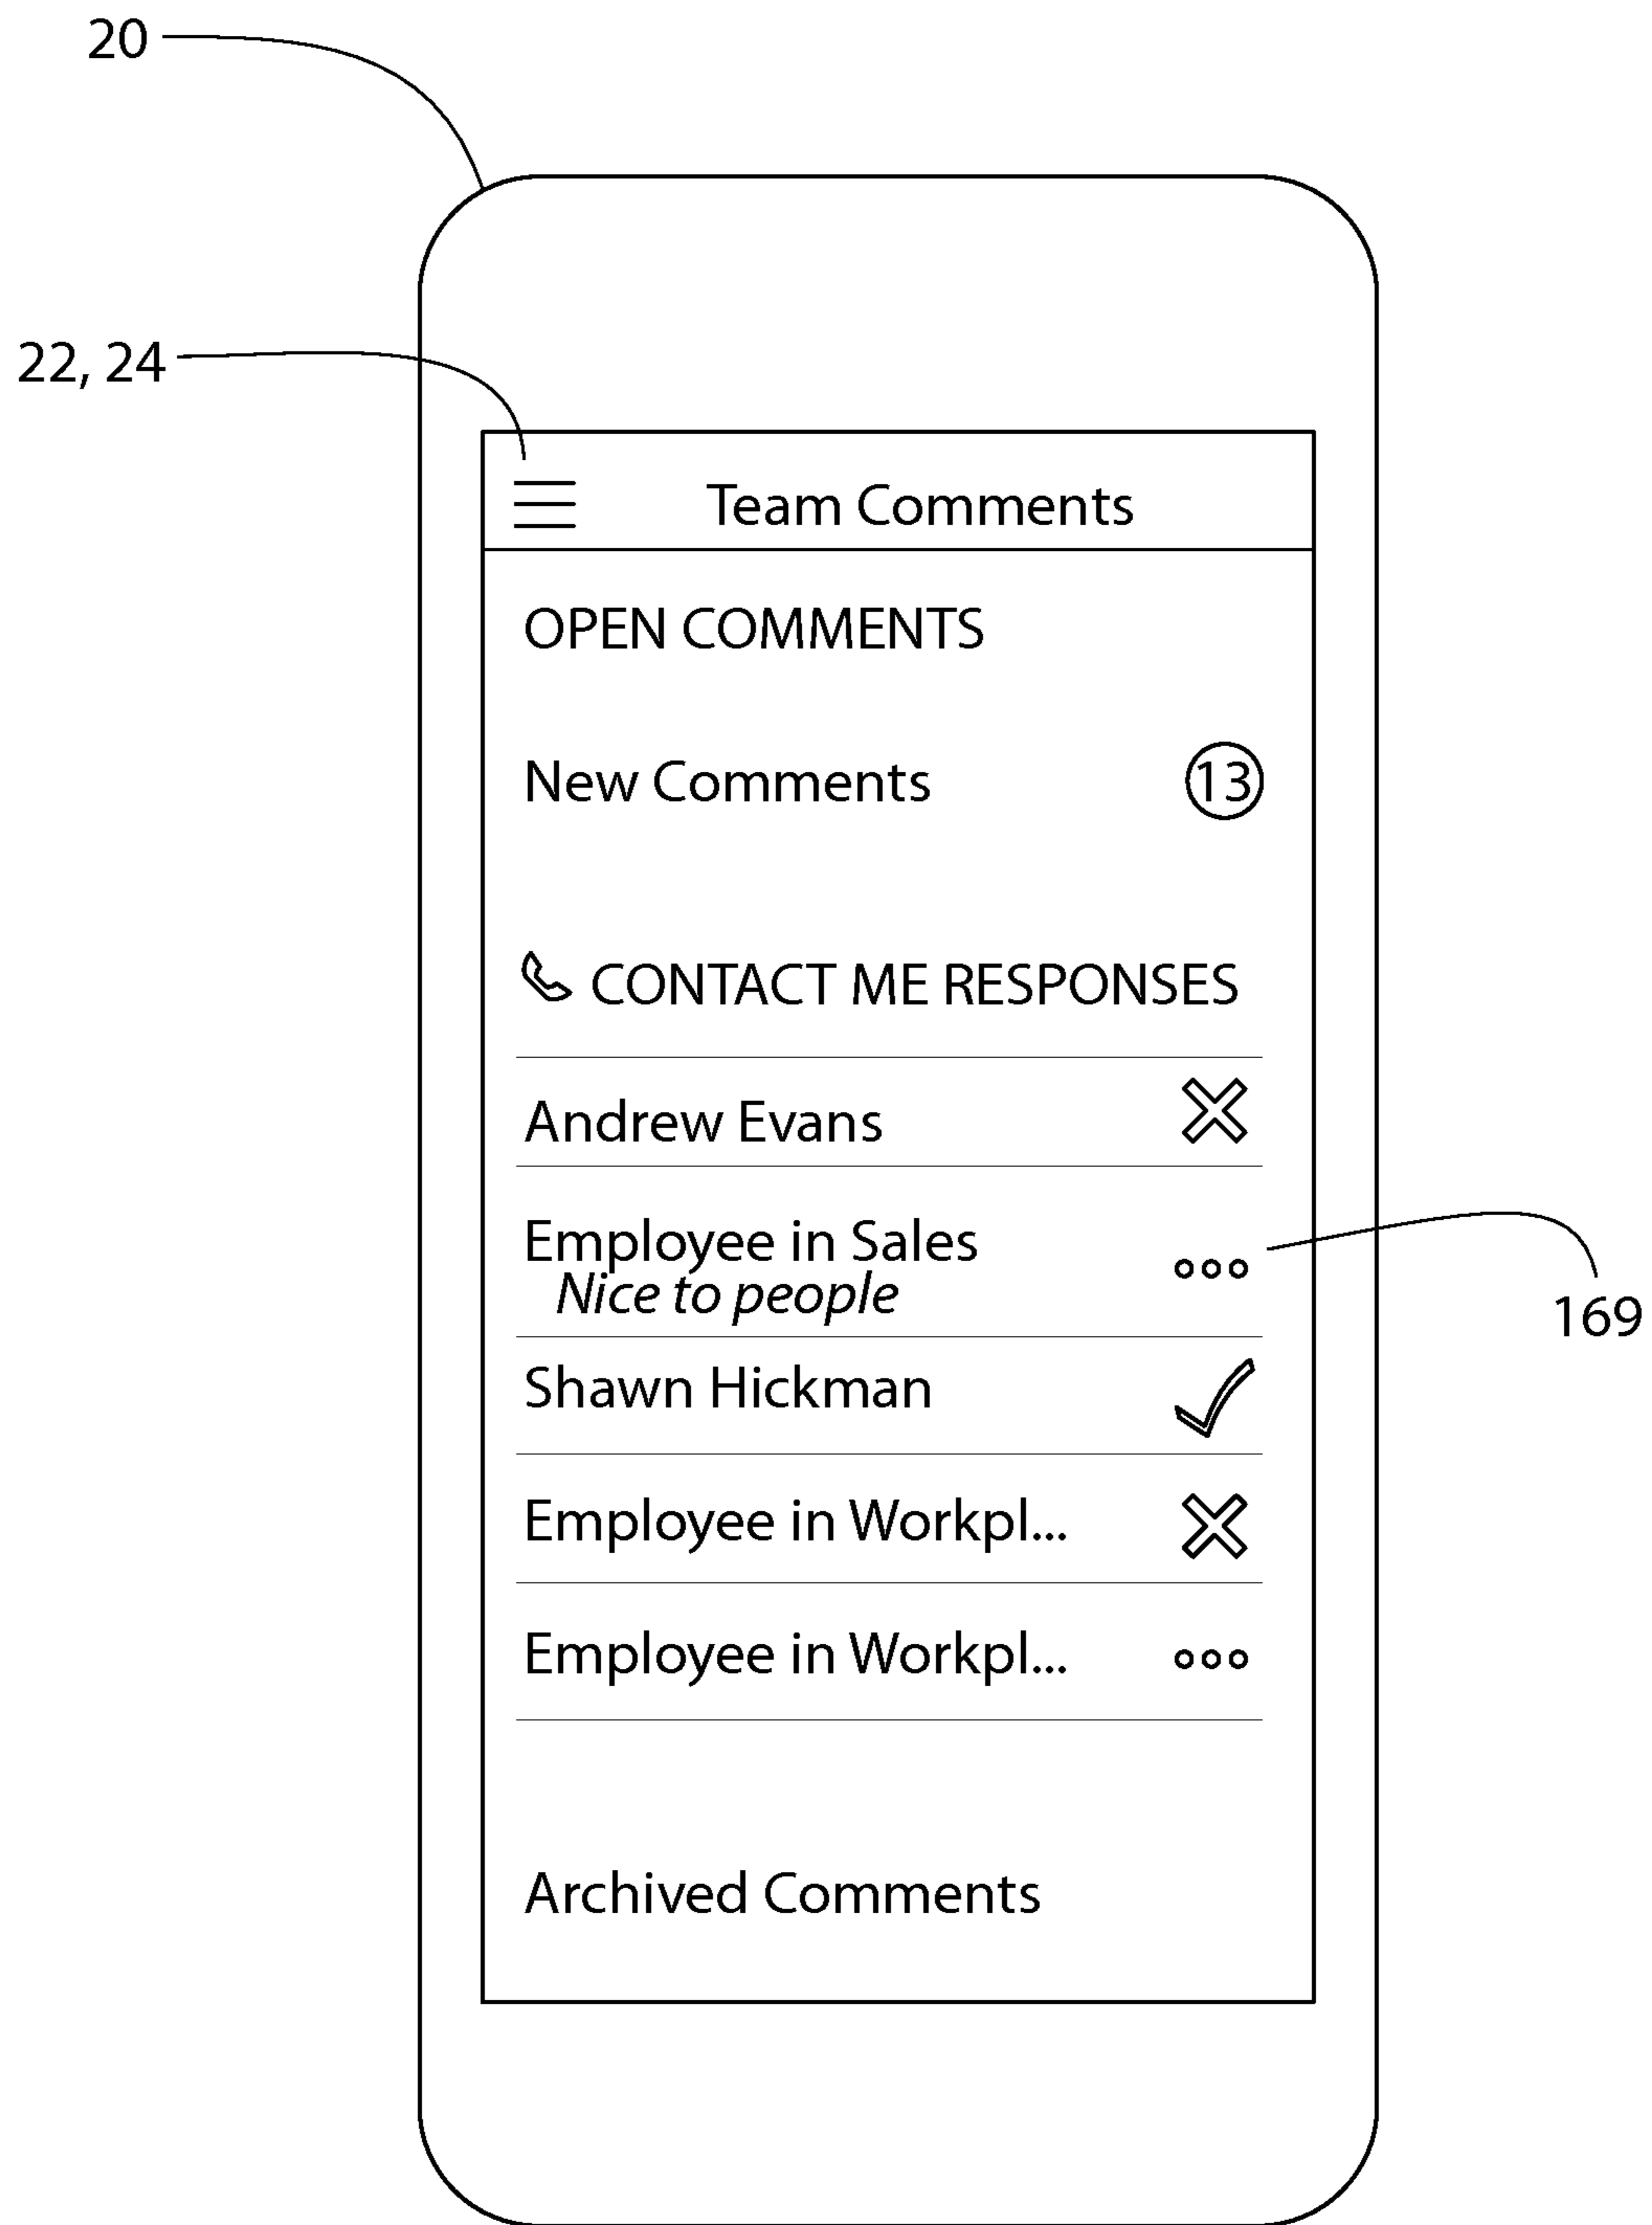 20
22, 24
Team Comments
OPEN COMMENTS
New Comments 13
CONTACT ME RESPONSES
Andrew Evans
Employee in Sales
Nice to people
169
Shawn Hickman
Employee in Workpl...
Employee in Workpl...
Archived Comments